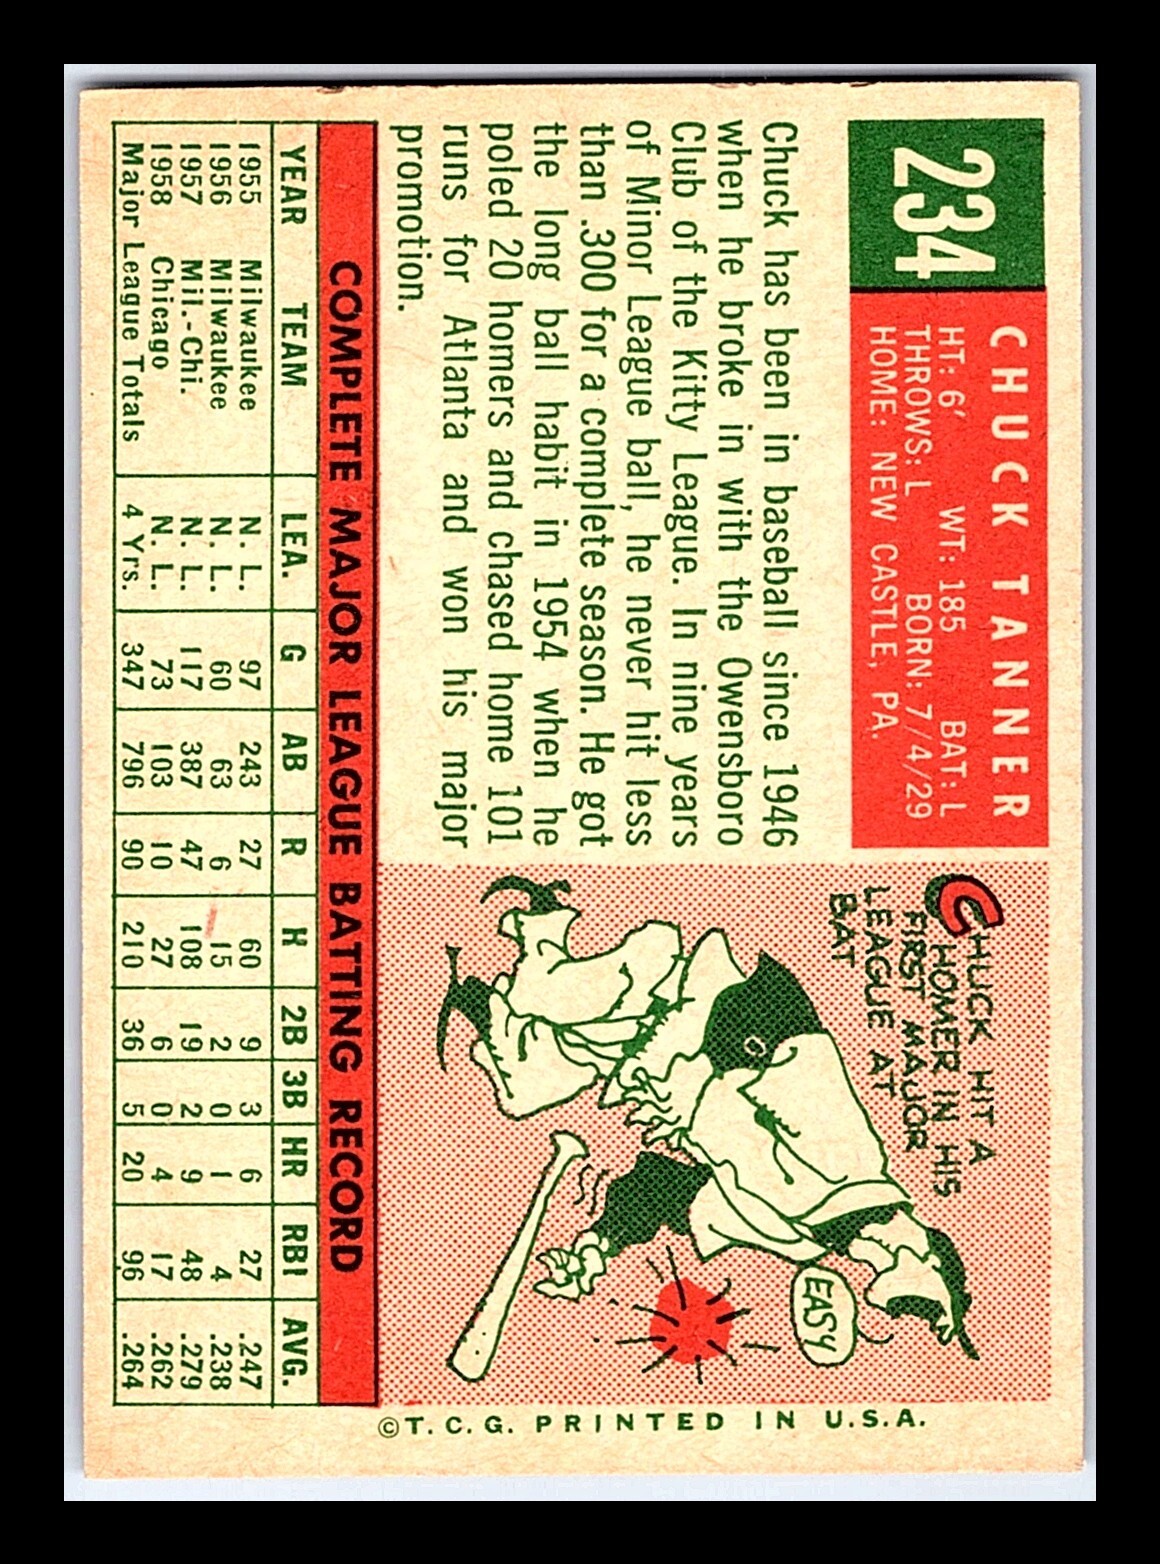 234
CHUCK TANNER
HT: 6' WT: 185 BAT: L
THROWS: L BORN: 7/4/29
HOME: NEW CASTLE, PA.
Chuck has been in baseball since 1946
when he broke in with the Owensboro
Club of the Kitty League. In nine years
of Minor League ball, he never hit less
than .300 for a complete season. He got
the long ball habit in 1954 when he
poled 20 homers and chased home 101
runs for Atlanta and won his major
promotion.
CHUCK HIT A
HOMER IN HIS
FIRST MAJOR
LEAGUE AT
BAT
EASY
COMPLETE MAJOR LEAGUE BATTING RECORD
YEAR TEAM LEA. G AB R H 2B 3B HR RBI AVG.
1955 Milwaukee N. L. 97 243 27 60 9 3 6 27 .247
1956 Milwaukee N. L. 60 63 6 15 2 0 1 4 .238
1957 Mil.-Chi. N. L. 117 387 47 108 19 2 9 48 .279
1958 Chicago N. L. 73 103 10 27 6 0 4 17 .262
Major League Totals 4 Yrs. 347 796 90 210 36 5 20 96 .264
©T. C. G. PRINTED IN U.S.A.